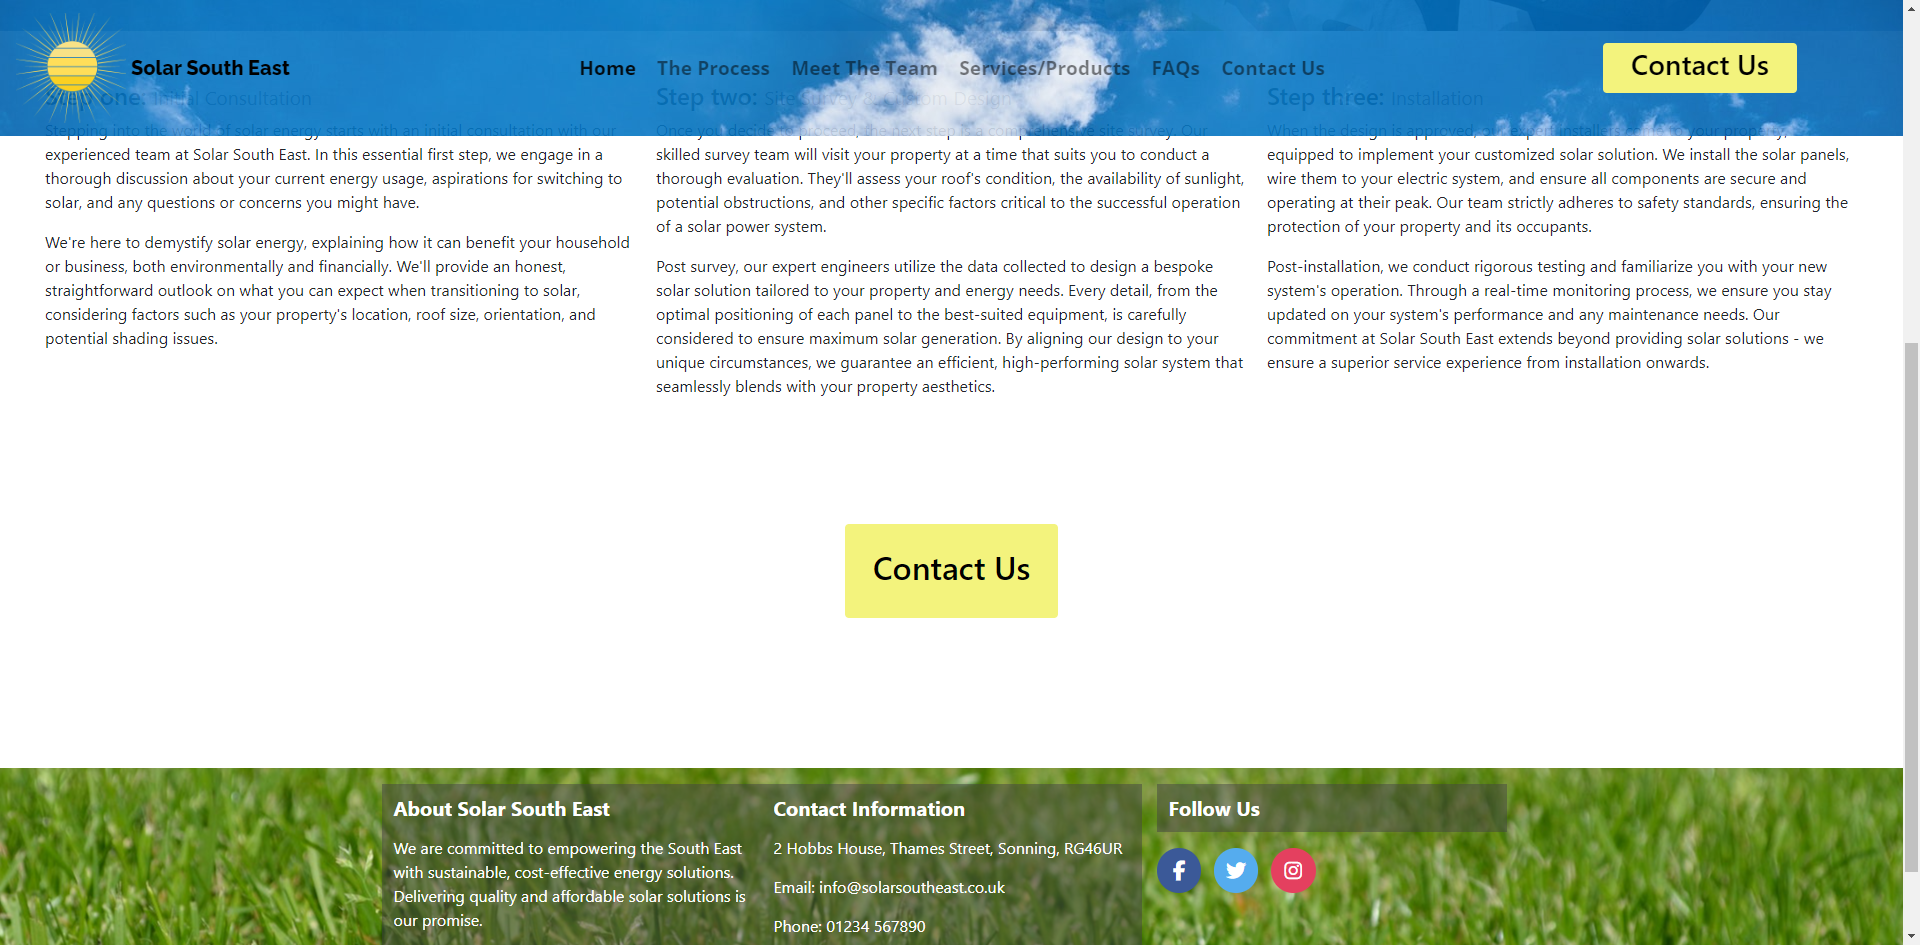 Solar South East
Home The Process Meet The Team Services/Products FAQs Contact Us
Contact Us
Step one: Initial Consultation
Stepping into the world of solar energy starts with an initial consultation with our
experienced team at Solar South East. In this essential first step, we engage in a
thorough discussion about your current energy usage, aspirations for switching to
solar, and any questions or concerns you might have.
We're here to demystify solar energy, explaining how it can benefit your household
or business, both environmentally and financially. We'll provide an honest,
straightforward outlook on what you can expect when transitioning to solar,
considering factors such as your property's location, roof size, orientation, and
potential shading issues.
Step two: Site Survey & Custom Design
Once you decide to proceed, the next step is a comprehensive site survey. Our
skilled survey team will visit your property at a time that suits you to conduct a
thorough evaluation. They'll assess your roof's condition, the availability of sunlight,
potential obstructions, and other specific factors critical to the successful operation
of a solar power system.
Post survey, our expert engineers utilize the data collected to design a bespoke
solar solution tailored to your property and energy needs. Every detail, from the
optimal positioning of each panel to the best-suited equipment, is carefully
considered to ensure maximum solar generation. By aligning our design to your
unique circumstances, we guarantee an efficient, high-performing solar system that
seamlessly blends with your property aesthetics.
Step three: Installation
When the design is approved, our expert installers come to your property,
equipped to implement your customized solar solution. We install the solar panels,
wire them to your electric system, and ensure all components are secure and
operating at their peak. Our team strictly adheres to safety standards, ensuring the
protection of your property and its occupants.
Post-installation, we conduct rigorous testing and familiarize you with your new
system's operation. Through a real-time monitoring process, we ensure you stay
updated on your system's performance and any maintenance needs. Our
commitment at Solar South East extends beyond providing solar solutions - we
ensure a superior service experience from installation onwards.
Contact Us
About Solar South East
We are committed to empowering the South East
with sustainable, cost-effective energy solutions.
Delivering quality and affordable solar solutions is
our promise.
Contact Information
2 Hobbs House, Thames Street, Sonning, RG46UR
Email: info@solarsoutheast.co.uk
Phone: 01234 567890
Follow Us